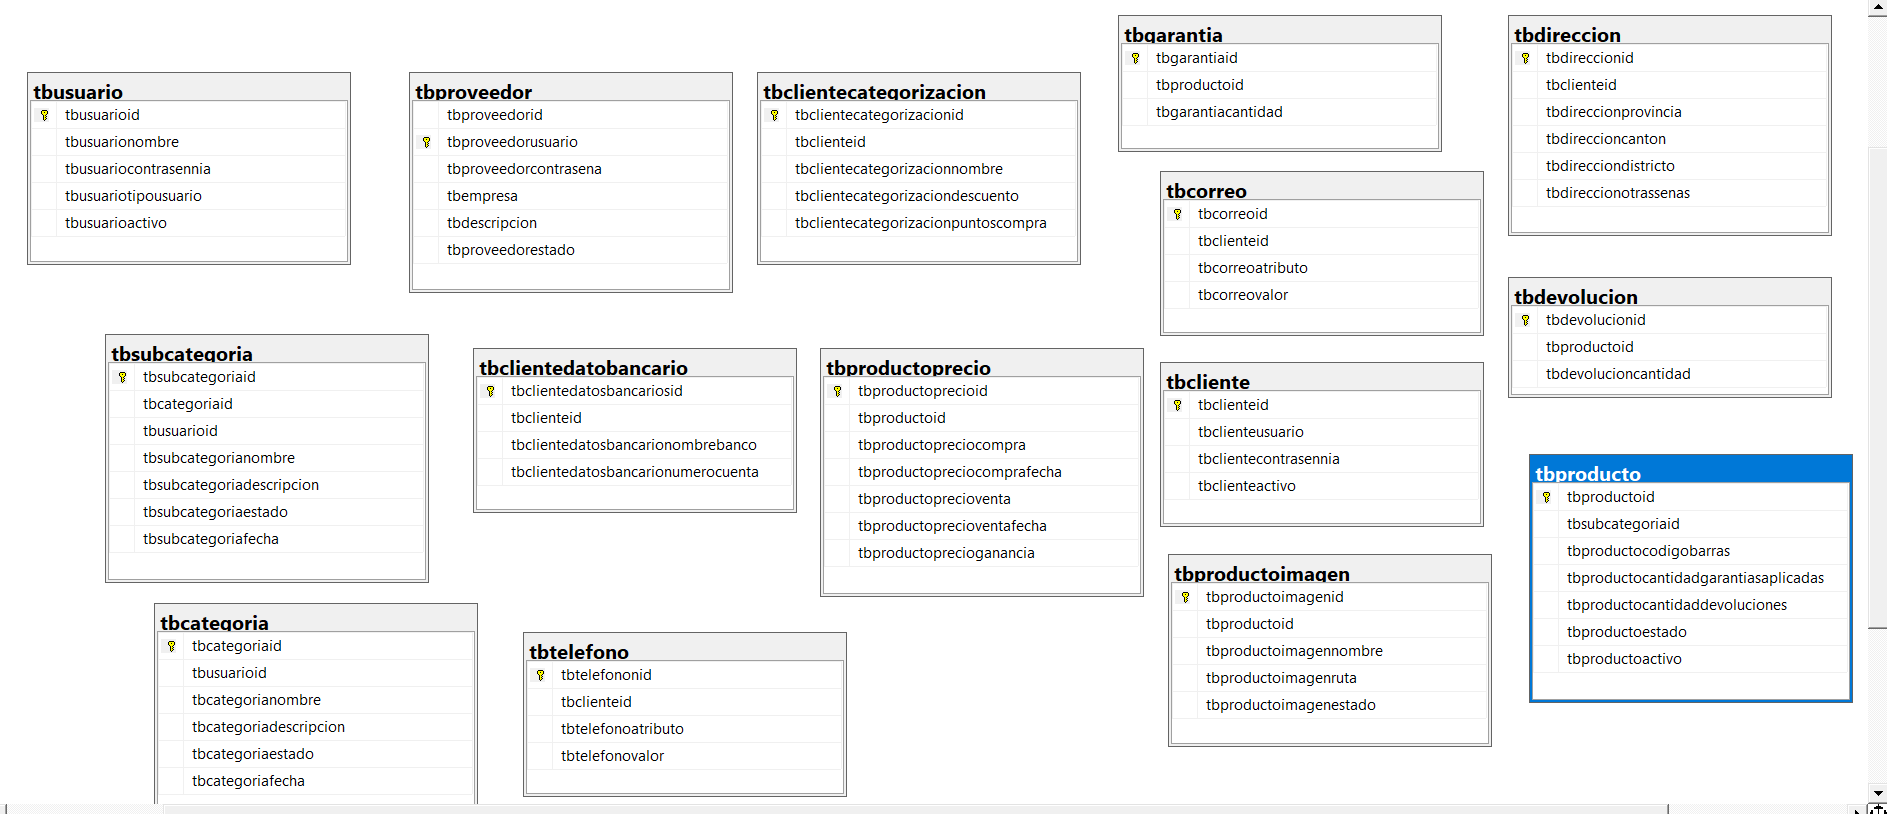 tbusuario
tbusuarioid
tbusuarionombre
tbusuariocontrasennia
tbusuariotipousuario
tbusuarioactivo
tbproveedor
tbproveedorid
tbproveedorusuario
tbproveedorcontrasena
tbempresa
tbdescripcion
tbproveedorestado
tbclientecategorizacion
tbclientecategorizacionid
tbclienteid
tbclientecategorizacionnombre
tbclientecategorizaciondescuento
tbclientecategorizacionpuntoscompra
tbgarantia
tbgarantiaid
tbproductoid
tbgarantiacantidad
tbdireccion
tbdireccionid
tbclienteid
tbdireccionprovincia
tbdireccioncanton
tbdirecciondistricto
tbdireccionotrassenas
tbcorreo
tbcorreoid
tbclienteid
tbcorreoatributo
tbcorreovalor
tbdevolucion
tbdevolucionid
tbproductoid
tbdevolucioncantidad
tbsubcategoria
tbsubcategoriaid
tbcategoriaid
tbusuarioid
tbsubcategorianombre
tbsubcategoriadescripcion
tbsubcategoriaestado
tbsubcategoriafecha
tbclientedatobancario
tbclientedatosbancariosid
tbclienteid
tbclientedatosbancarionombrebanco
tbclientedatosbancarionumerocuenta
tbproductoprecio
tbproductoprecioid
tbproductoid
tbproductopreciocompra
tbproductopreciocomprafecha
tbproductoprecioventa
tbproductoprecioventafecha
tbproductoprecioganancia
tbcliente
tbclienteid
tbclienteusuario
tbclientecontrasennia
tbclienteactivo
tbproducto
tbproductoid
tbsubcategoriaid
tbproductocodigobarras
tbproductocantidadgarantiasaplicadas
tbproductocantidaddevoluciones
tbproductoestado
tbproductoactivo
tbcategoria
tbcategoriaid
tbusuarioid
tbcategorianombre
tbcategoriadescripcion
tbcategoriaestado
tbcategoriafecha
tbtelefono
tbtelefononid
tbclienteid
tbtelefonoatributo
tbtelefonovalor
tbproductoimagen
tbproductoimagenid
tbproductoid
tbproductoimagennombre
tbproductoimagenruta
tbproductoimagenestado